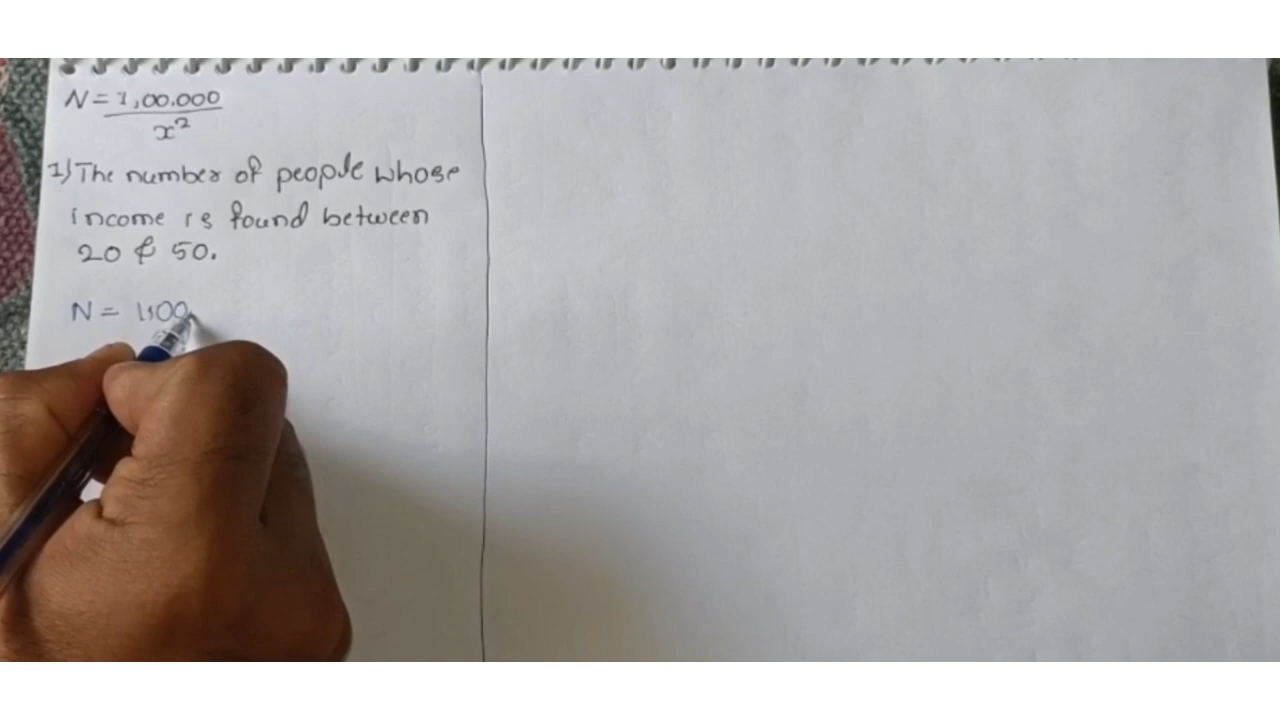 N = 1,00,000
x²
1) The number of people whose
income is found between
20 & 50.
N = 1,00